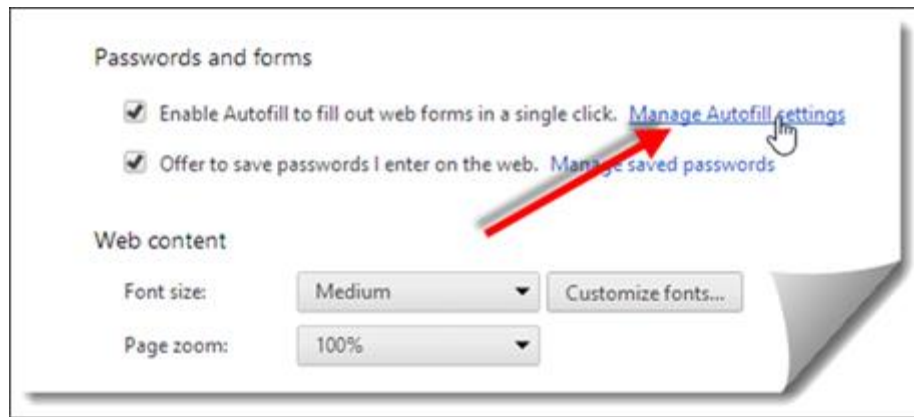 Passwords and forms
Enable Autofill to fill out web forms in a single click. Manage Autofill settings
Offer to save passwords I enter on the web. Manage saved passwords
Web content
Font size: Medium Customize fonts...
Page zoom: 100%